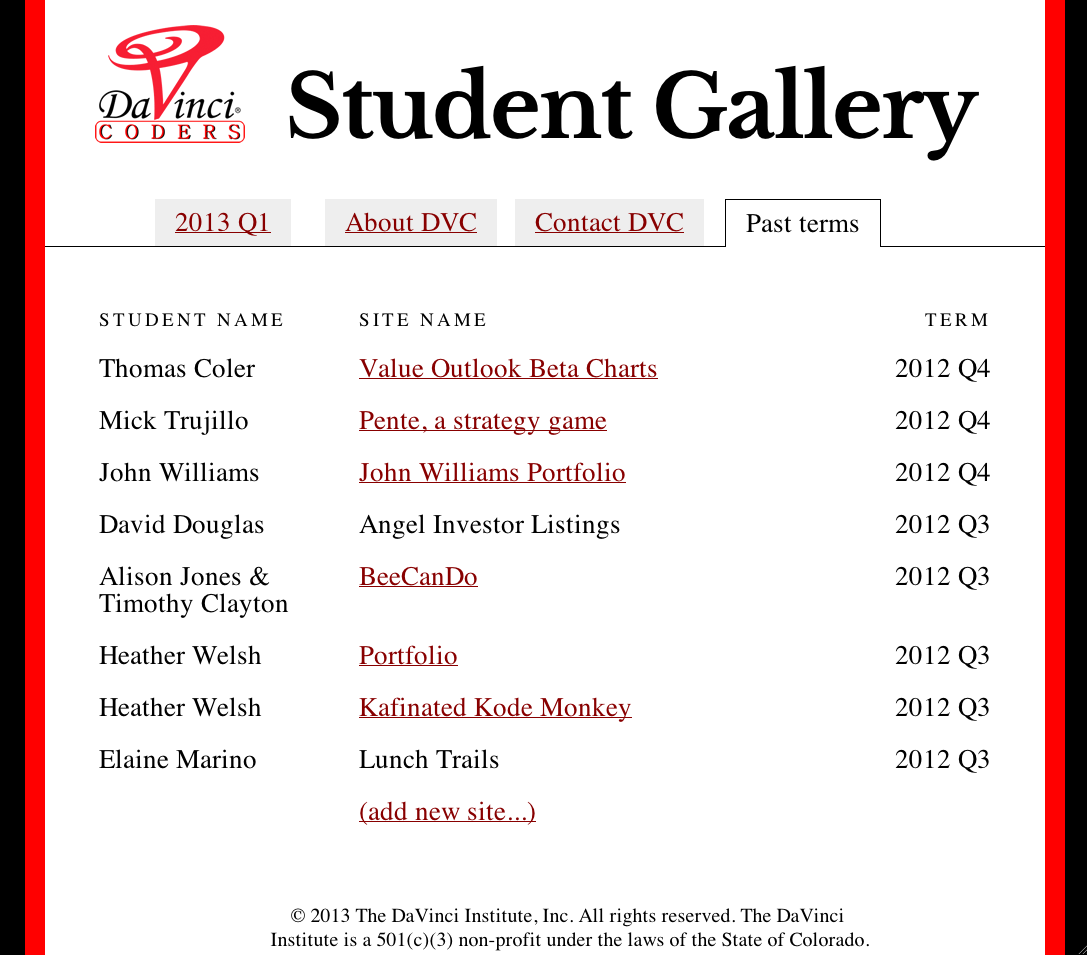 DaVinci®
CODERS
Student Gallery
2013 Q1 About DVC Contact DVC Past terms
STUDENT NAME SITE NAME TERM
Thomas Coler Value Outlook Beta Charts 2012 Q4
Mick Trujillo Pente, a strategy game 2012 Q4
John Williams John Williams Portfolio 2012 Q4
David Douglas Angel Investor Listings 2012 Q3
Alison Jones & BeeCanDo 2012 Q3
Timothy Clayton
Heather Welsh Portfolio 2012 Q3
Heather Welsh Kafinated Kode Monkey 2012 Q3
Elaine Marino Lunch Trails 2012 Q3
(add new site...)
© 2013 The DaVinci Institute, Inc. All rights reserved. The DaVinci
Institute is a 501(c)(3) non-profit under the laws of the State of Colorado.